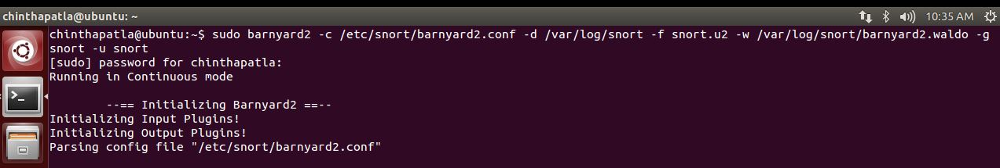 chinthapatla@ubuntu: ~
10:35 AM
chinthapatla@ubuntu:~$ sudo barnyard2 -c /etc/snort/barnyard2.conf -d /var/log/snort -f snort.u2 -w /var/log/snort/barnyard2.waldo -g
snort -u snort
[sudo] password for chinthapatla:
Running in Continuous mode
--== Initializing Barnyard2 ==--
Initializing Input Plugins!
Initializing Output Plugins!
Parsing config file "/etc/snort/barnyard2.conf"